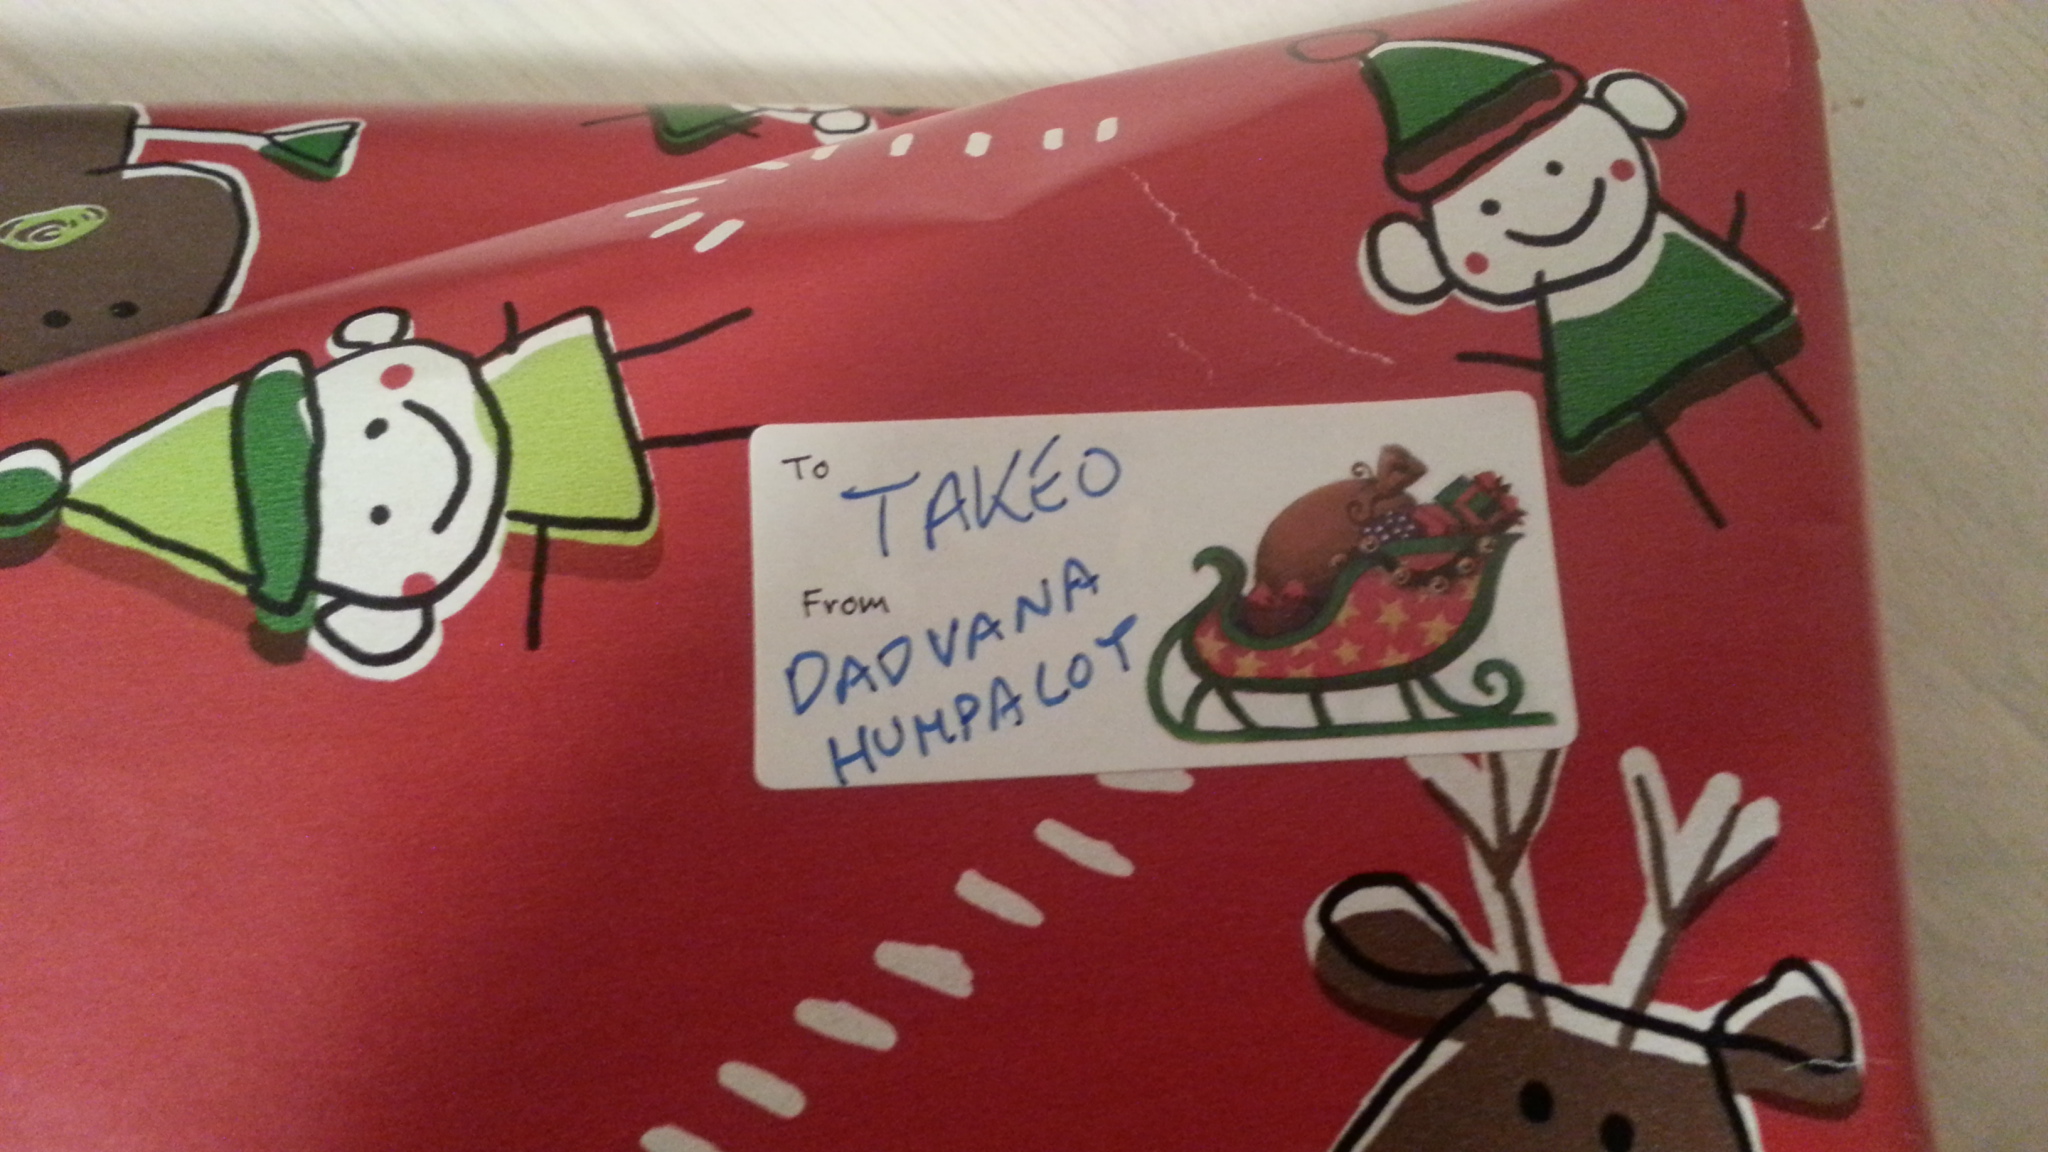 To TAKEO
From
DADVANA
HUMPALOT